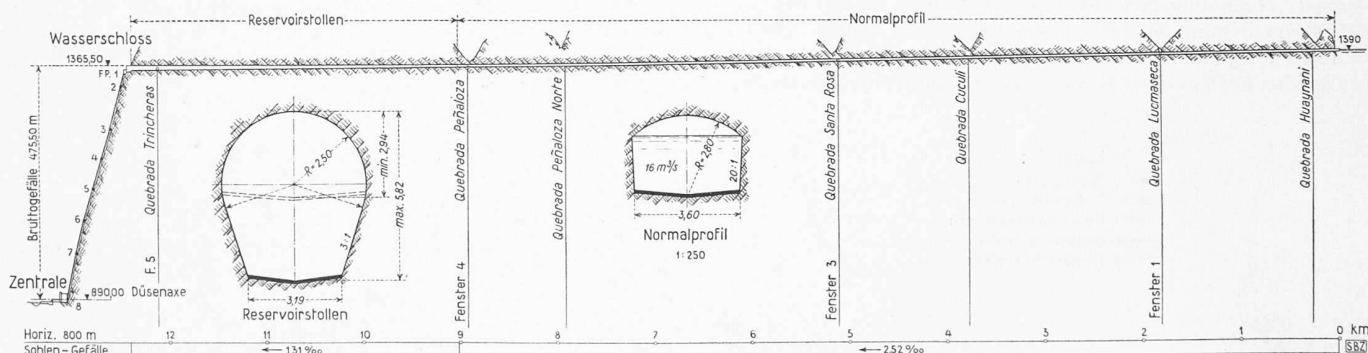 Reservoirstollen
Normalprofil
Wasserschloss
1365,50
1390
FP. 1
2
3
4
5
6
7
8
Bruttogefälle 475,50 m
Zentrale
890,00 Düsenaxe
F. 5 Quebrada Trincheras
R=2,50
3:1
min. 2,94
max. 5,82
3,19
Reservoirstollen
Fenster 4 Quebrada Peñaloza
Quebrada Peñaloza Norte
16 m³/s
R=2,80
20:1
3,60
Normalprofil
1:250
Fenster 3 Quebrada Santa Rosa
Quebrada Cuculi
Fenster 1 Quebrada Lucmaseca
Quebrada Huaynani
Horiz. 800 m 12 11 10 9 8 7 6 5 4 5 3 2 1 0 km
Sohlen-Gefälle ← 1,31 ‰ ← 2,52 ‰ SBZ